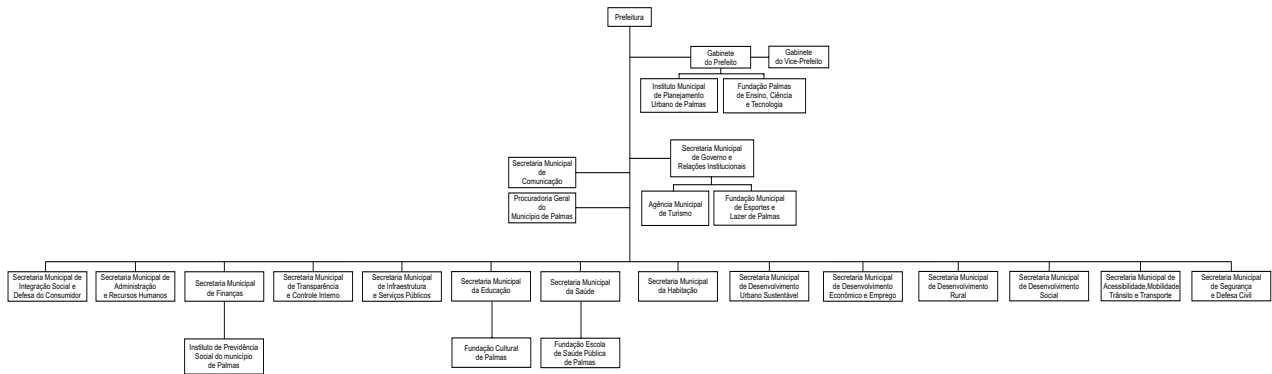 Prefeitura
Gabinete
do Prefeito
Gabinete
do Vice-Prefeito
Instituto Municipal
de Planejamento
Urbano de Palmas
Fundação Palmas
de Ensino, Ciência
e Tecnologia
Secretaria Municipal
de Governo e
Relações Institucionais
Secretaria Municipal
de
Comunicação
Procuradoria Geral
do
Município de Palmas
Agência Municipal
de Turismo
Fundação Municipal
de Esportes e
Lazer de Palmas
Secretaria Municipal de
Integração Social e
Defesa do Consumidor
Secretaria Municipal de
Administração
e Recursos Humanos
Secretaria Municipal
de Finanças
Secretaria Municipal
de Transparência
e Controle Interno
Secretaria Municipal
de Infraestrutura
e Serviços Públicos
Secretaria Municipal
da Educação
Secretaria Municipal
da Saúde
Secretaria Municipal
da Habitação
Secretaria Municipal
de Desenvolvimento
Urbano Sustentável
Secretaria Municipal
de Desenvolvimento
Econômico e Emprego
Secretaria Municipal
de Desenvolvimento
Rural
Secretaria Municipal
de Desenvolvimento
Social
Secretaria Municipal de
Acessibilidade,Mobilidade
Trânsito e Transporte
Secretaria Municipal
de Segurança
e Defesa Civil
Instituto de Previdência
Social do município
de Palmas
Fundação Cultural
de Palmas
Fundação Escola
de Saúde Pública
de Palmas